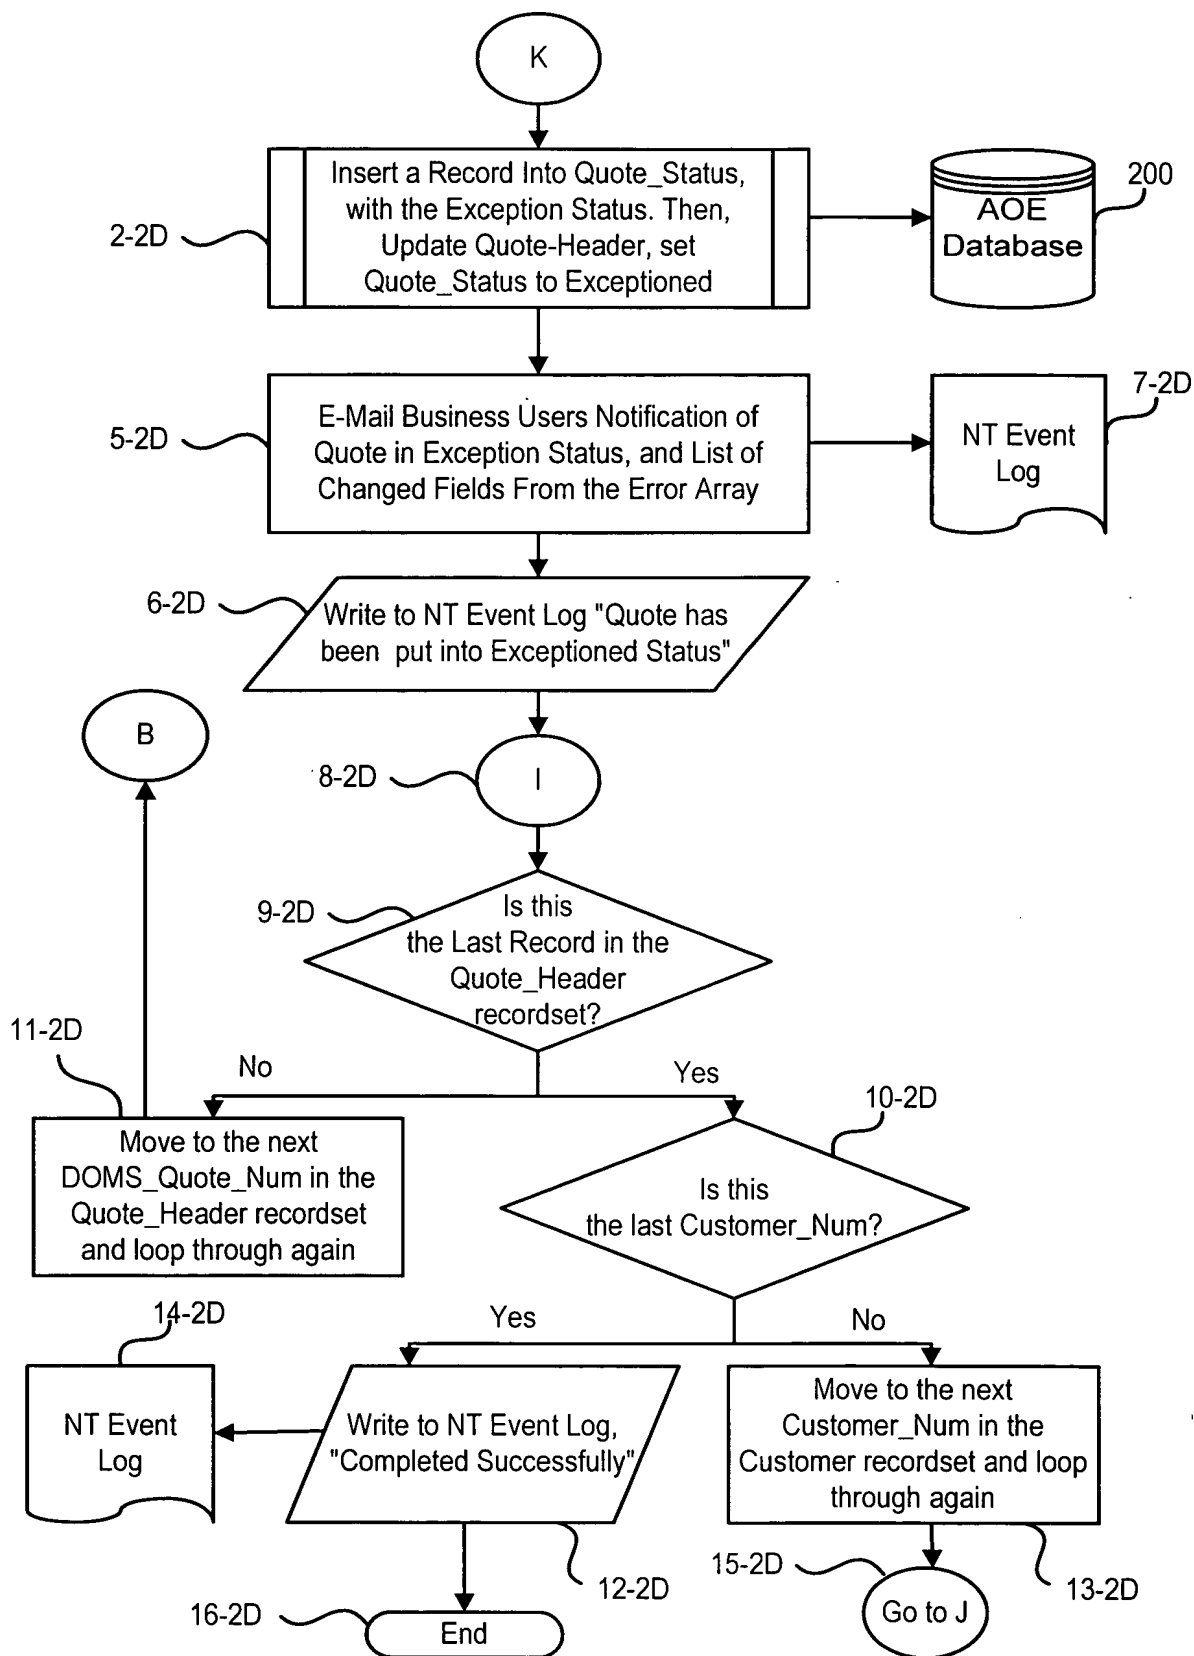 K
Insert a Record Into Quote_Status,
with the Exception Status. Then,
Update Quote-Header, set
Quote_Status to Exceptioned
2-2D
AOE
Database
200
E-Mail Business Users Notification of
Quote in Exception Status, and List of
Changed Fields From the Error Array
5-2D
NT Event
Log
7-2D
Write to NT Event Log "Quote has
been put into Exceptioned Status"
6-2D
B
I
8-2D
Is this
the Last Record in the
Quote_Header
recordset?
9-2D
No
Yes
11-2D
Move to the next
DOMS_Quote_Num in the
Quote_Header recordset
and loop through again
10-2D
Is this
the last Customer_Num?
Yes
No
14-2D
NT Event
Log
Write to NT Event Log,
"Completed Successfully"
12-2D
Move to the next
Customer_Num in the
Customer recordset and loop
through again
13-2D
15-2D
Go to J
16-2D
End